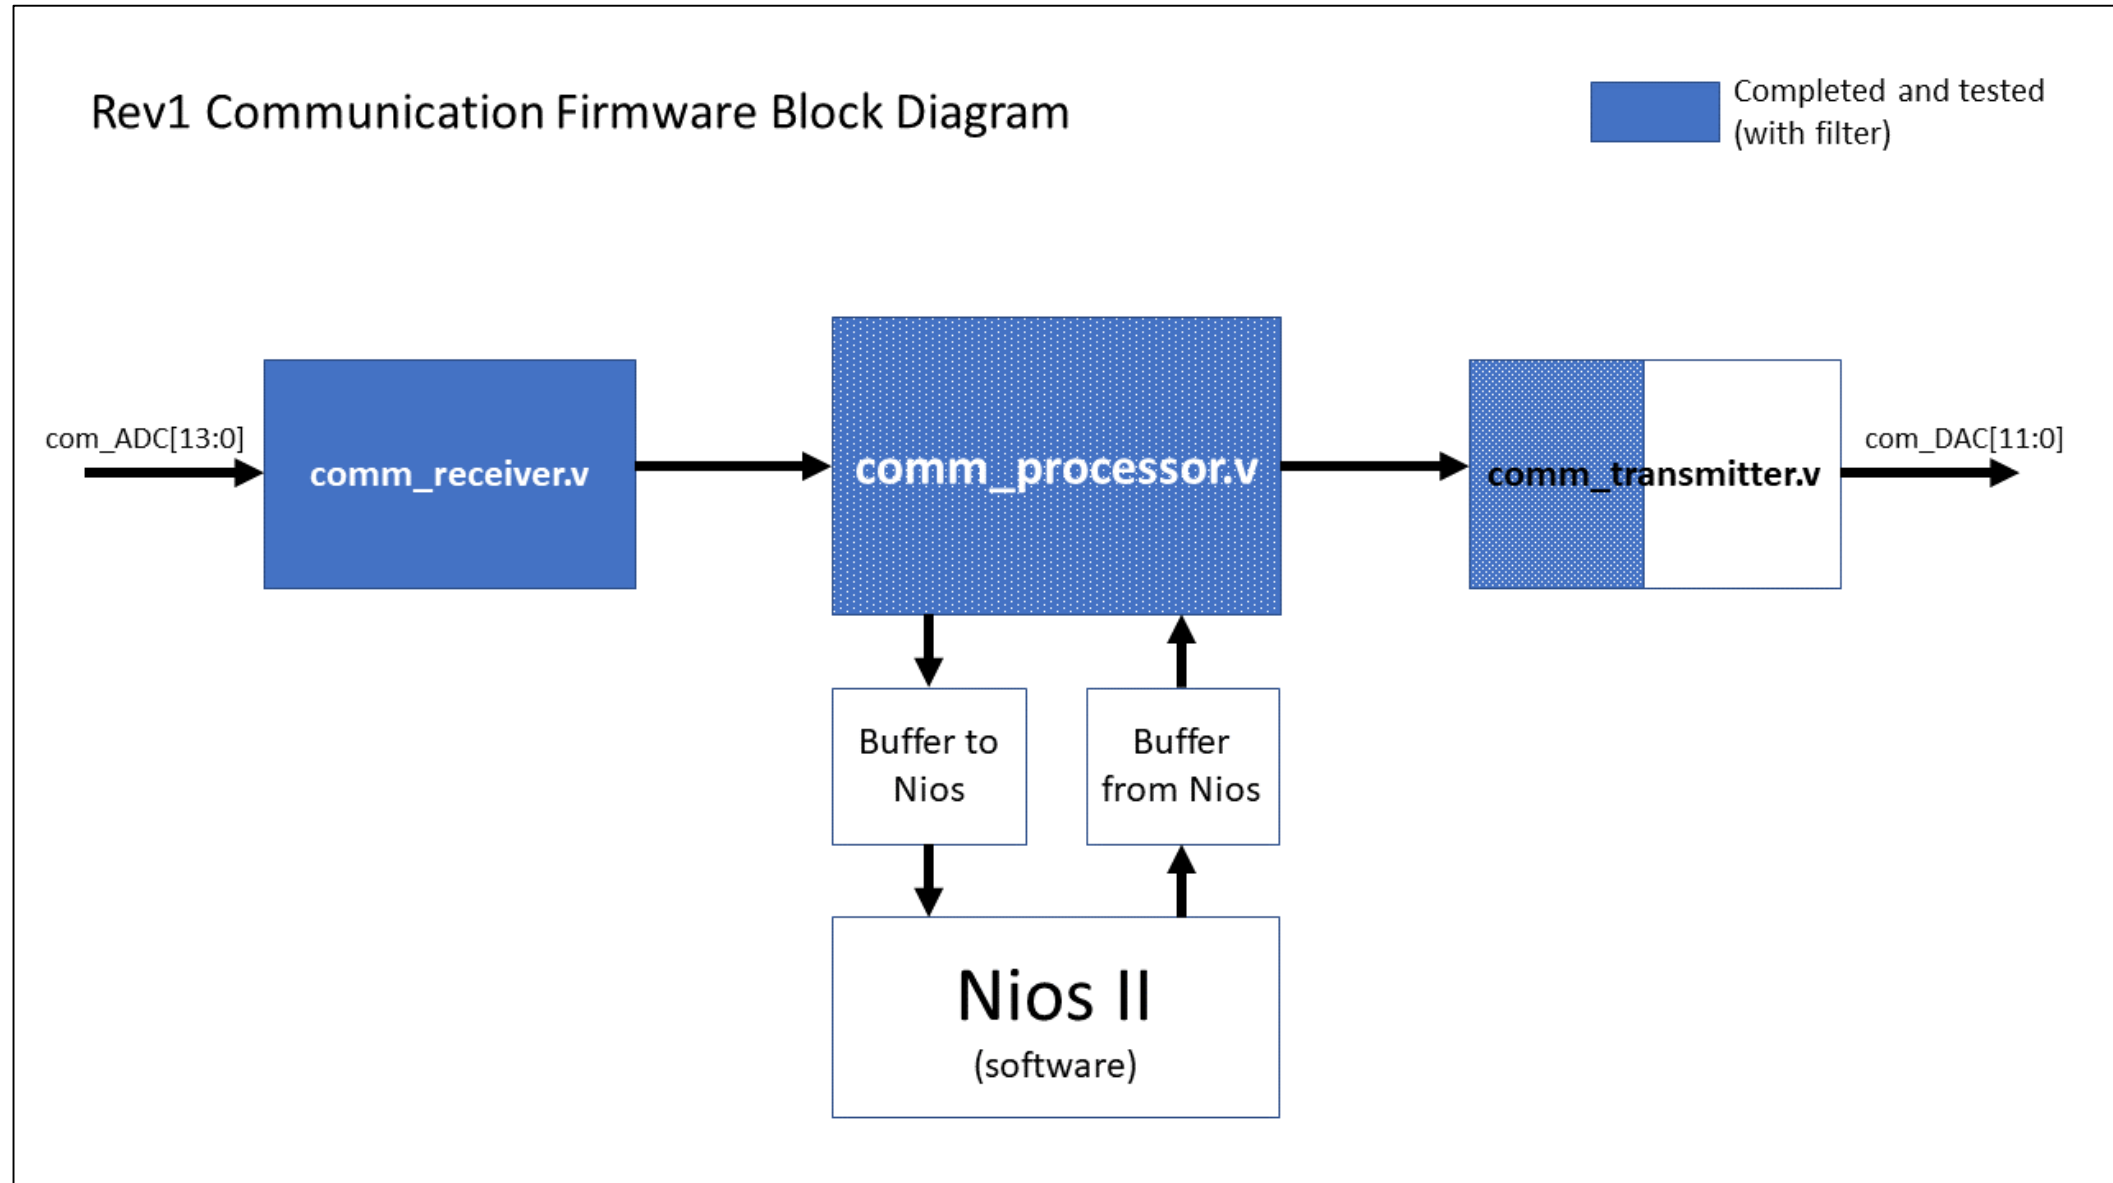 Rev1 Communication Firmware Block Diagram
Completed and tested
(with filter)
com_ADC[13:0]
comm_receiver.v
comm_processor.v
comm_transmitter.v
com_DAC[11:0]
Buffer to
Nios
Buffer
from Nios
Nios II
(software)